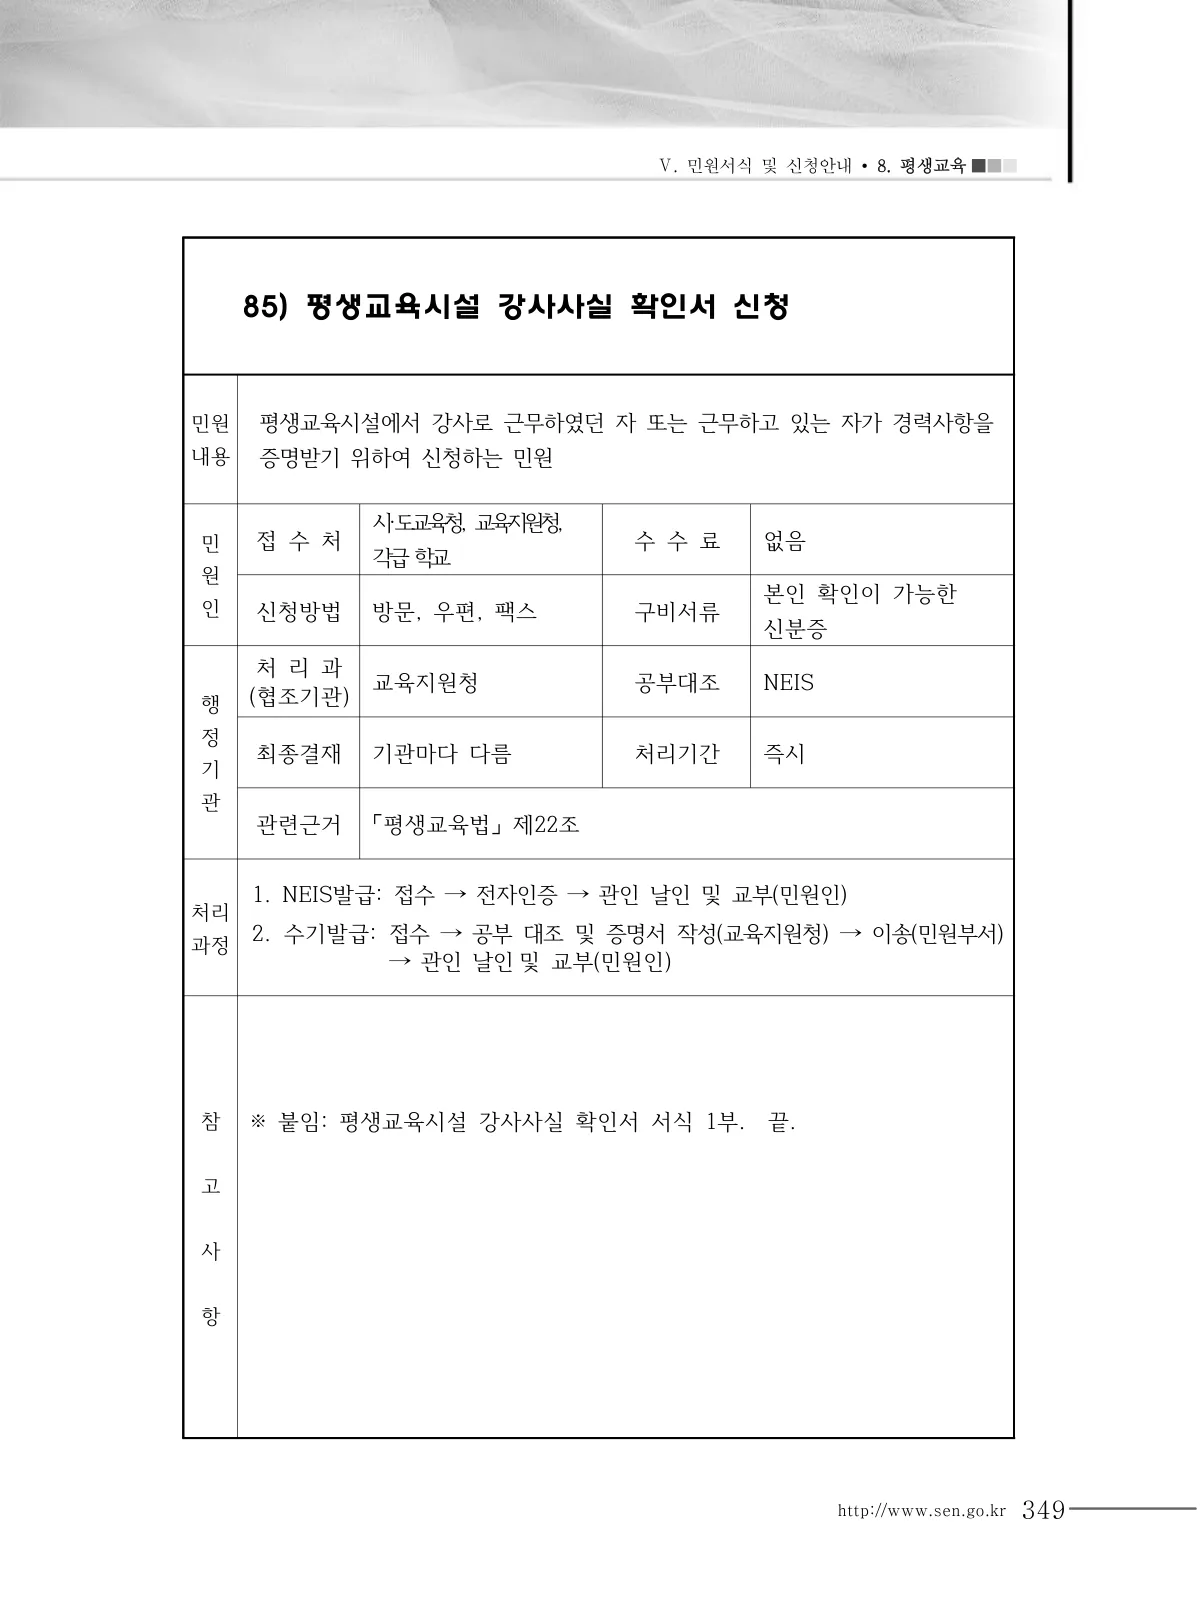 V. 민원서식 및 신청안내 • 8. 평생교육
85) 평생교육시설 강사사실 확인서 신청
민원
내용
평생교육시설에서 강사로 근무하였던 자 또는 근무하고 있는 자가 경력사항을
증명받기 위하여 신청하는 민원
민
원
인
접 수 처
시·도교육청, 교육지원청,
각급 학교
수 수 료
없음
신청방법
방문, 우편, 팩스
구비서류
본인 확인이 가능한
신분증
행
정
기
관
처 리 과
(협조기관)
교육지원청
공부대조
NEIS
최종결재
기관마다 다름
처리기간
즉시
관련근거
「평생교육법」제22조
처리
과정
1. NEIS발급: 접수 → 전자인증 → 관인 날인 및 교부(민원인)
2. 수기발급: 접수 → 공부 대조 및 증명서 작성(교육지원청) → 이송(민원부서)
→ 관인 날인 및 교부(민원인)
참
고
사
항
※ 붙임: 평생교육시설 강사사실 확인서 서식 1부. 끝.
http://www.sen.go.kr 349